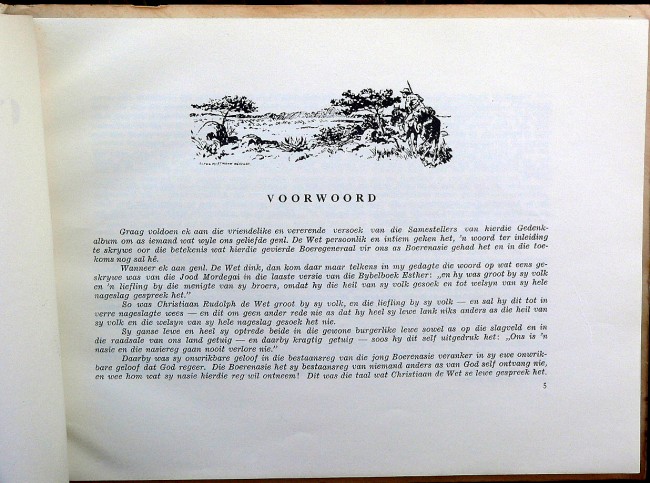 VOORWOORD
Graag voldoen ek aan die vriendelike en vererende versoek van die Samestellers van hierdie Gedenk-
album om as iemand wat wyle ons geliefde genl. De Wet persoonlik en intiem geken het, 'n woord ter inleiding
te skrywe oor die betekenis wat hierdie gevierde Boeregeneraal vir ons as Boerenasie gehad het en in die toe-
koms nog sal hê.
Wanneer ek aan genl. De Wet dink, dan kom daar maar telkens in my gedagte die woord op wat eens ge-
skrywe was van die Jood Mordegai in die laaste versie van die Bybelboek Esther: „en hy was groot by sy volk
en 'n liefling by die menigte van sy broers, omdat hy die heil van sy volk gesoek en tot welsyn van sy hele
nageslag gespreek het."
So was Christiaan Rudolph de Wet groot by sy volk, en die liefling by sy volk — en sal hy dit tot in
verre nageslagte wees — en dit om geen ander rede nie as dat hy heel sy lewe lank niks anders as die heil van
sy volk en die welsyn van sy hele nageslag gesoek het nie.
Sy ganse lewe en heel sy optrede beide in die gewone burgerlike lewe sowel as op die slagveld en in
die raadsale van ons land getuig — en daarby kragtig getuig — soos hy dit self uitgedruk het: „Ons is 'n
nasie en die nasiereg gaan nooit verlore nie."
Daarby was sy onwrikbare geloof in die bestaansreg van die jong Boerenasie veranker in sy ewe onwrik-
bare geloof dat God regeer. Die Boerenasie het sy bestaansreg van niemand anders as van God self ontvang nie,
en wee hom wat sy nasie hierdie reg wil ontneem! Dit was die taal wat Christiaan de Wet se lewe gespreek het.
5